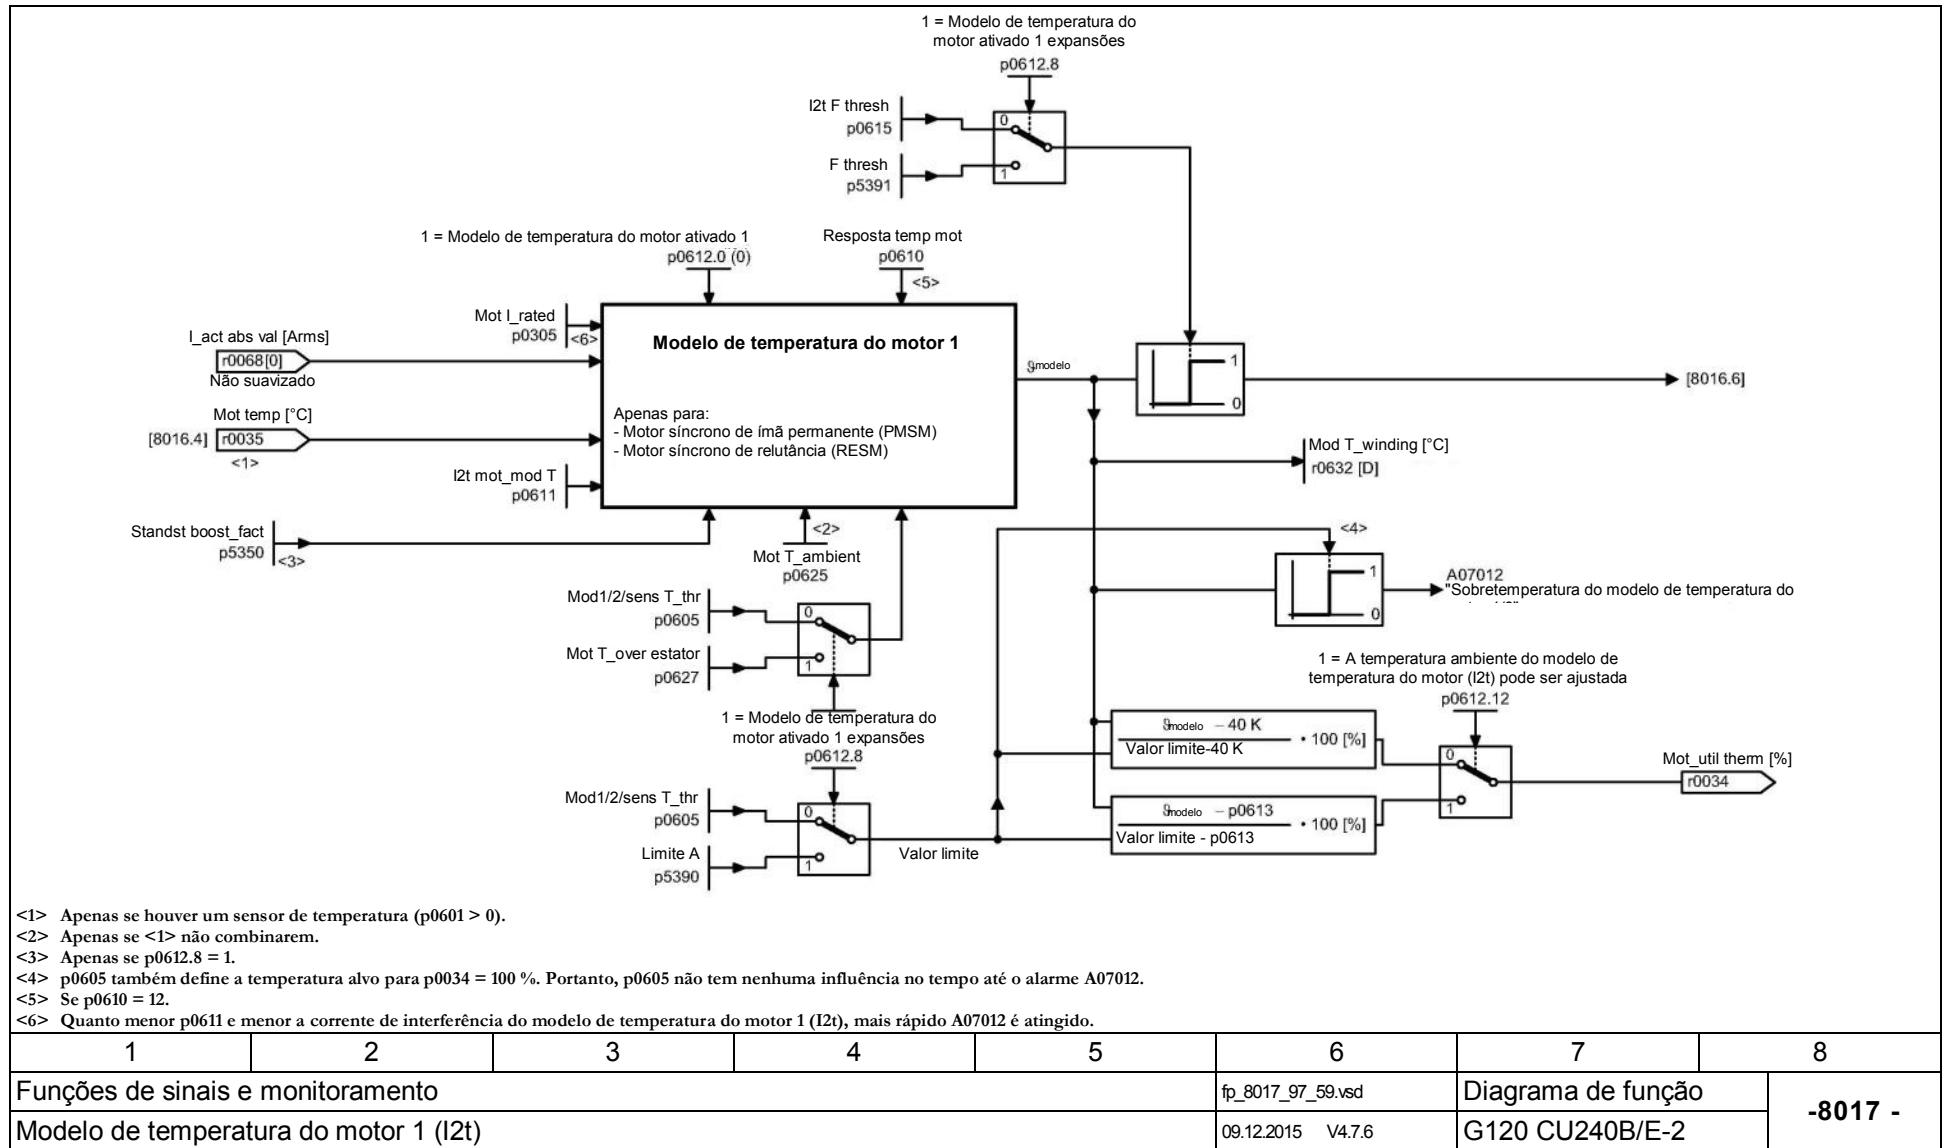 1 = Modelo de temperatura do
motor ativado 1 expansões
p0612.8
I2t F thresh
p0615
F thresh
p5391
0
1
1 = Modelo de temperatura do motor ativado 1
p0612.0 (0)
Resposta temp mot
p0610
<5>
Mot I_rated
p0305
<6>
I_act abs val [Arms]
r0068[0]
Não suavizado
Mot temp [°C]
[8016.4]
r0035
<1>
I2t mot_mod T
p0611
Standst boost_fact
p5350
<3>
Modelo de temperatura do motor 1
Apenas para:
- Motor síncrono de ímã permanente (PMSM)
- Motor síncrono de relutância (RESM)
<2>
Mot T_ambient
p0625
ϑmodelo
1
0
[8016.6]
Mod T_winding [°C]
r0632 [D]
<4>
1
0
A07012
"Sobretemperatura do modelo de temperatura do
Mod1/2/sens T_thr
p0605
Mot T_over estator
p0627
0
1
1 = Modelo de temperatura do
motor ativado 1 expansões
p0612.8
Mod1/2/sens T_thr
p0605
Limite A
p5390
0
1
Valor limite
1 = A temperatura ambiente do modelo de
temperatura do motor (I2t) pode ser ajustada
p0612.12
ϑmodelo – 40 K
Valor limite-40 K
• 100 [%]
ϑmodelo – p0613
Valor limite - p0613
• 100 [%]
0
1
Mot_util therm [%]
r0034
<1> Apenas se houver um sensor de temperatura (p0601 > 0).
<2> Apenas se <1> não combinarem.
<3> Apenas se p0612.8 = 1.
<4> p0605 também define a temperatura alvo para p0034 = 100 %. Portanto, p0605 não tem nenhuma influência no tempo até o alarme A07012.
<5> Se p0610 = 12.
<6> Quanto menor p0611 e menor a corrente de interferência do modelo de temperatura do motor 1 (I2t), mais rápido A07012 é atingido.
1 2 3 4 5 6 7 8
Funções de sinais e monitoramento
fp_8017_97_59.vsd
Diagrama de função
-8017 -
Modelo de temperatura do motor 1 (I2t)
09.12.2015 V4.7.6
G120 CU240B/E-2